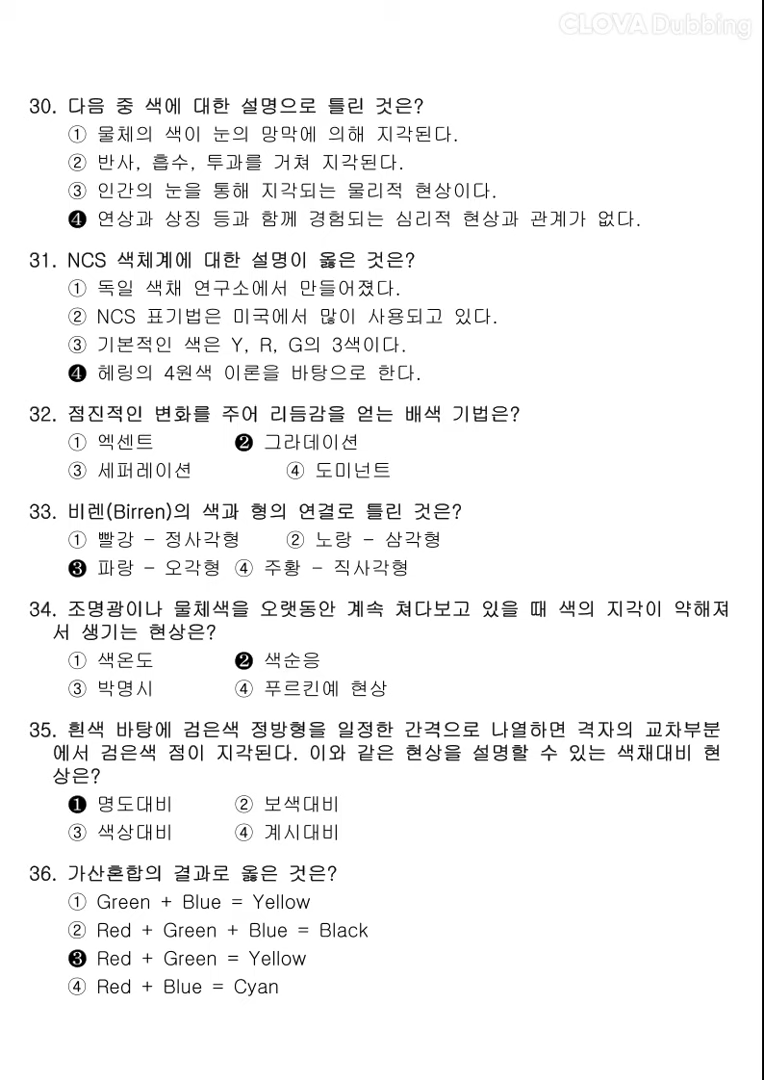 CLOVA Dubbing
30. 다음 중 색에 대한 설명으로 틀린 것은?
① 물체의 색이 눈의 망막에 의해 지각된다.
② 반사, 흡수, 투과를 거쳐 지각된다.
③ 인간의 눈을 통해 지각되는 물리적 현상이다.
❹ 연상과 상징 등과 함께 경험되는 심리적 현상과 관계가 없다.
31. NCS 색체계에 대한 설명이 옳은 것은?
① 독일 색채 연구소에서 만들어졌다.
② NCS 표기법은 미국에서 많이 사용되고 있다.
③ 기본적인 색은 Y, R, G의 3색이다.
❹ 헤링의 4원색 이론을 바탕으로 한다.
32. 점진적인 변화를 주어 리듬감을 얻는 배색 기법은?
① 엑센트 ❷ 그라데이션
③ 세퍼레이션 ④ 도미넌트
33. 비렌(Birren)의 색과 형의 연결로 틀린 것은?
① 빨강 - 정사각형 ② 노랑 - 삼각형
❸ 파랑 - 오각형 ④ 주황 - 직사각형
34. 조명광이나 물체색을 오랫동안 계속 쳐다보고 있을 때 색의 지각이 약해져
서 생기는 현상은?
① 색온도 ❷ 색순응
③ 박명시 ④ 푸르킨예 현상
35. 흰색 바탕에 검은색 정방형을 일정한 간격으로 나열하면 격자의 교차부분
에서 검은색 점이 지각된다. 이와 같은 현상을 설명할 수 있는 색채대비 현
상은?
❶ 명도대비 ② 보색대비
③ 색상대비 ④ 계시대비
36. 가산혼합의 결과로 옳은 것은?
① Green + Blue = Yellow
② Red + Green + Blue = Black
❸ Red + Green = Yellow
④ Red + Blue = Cyan